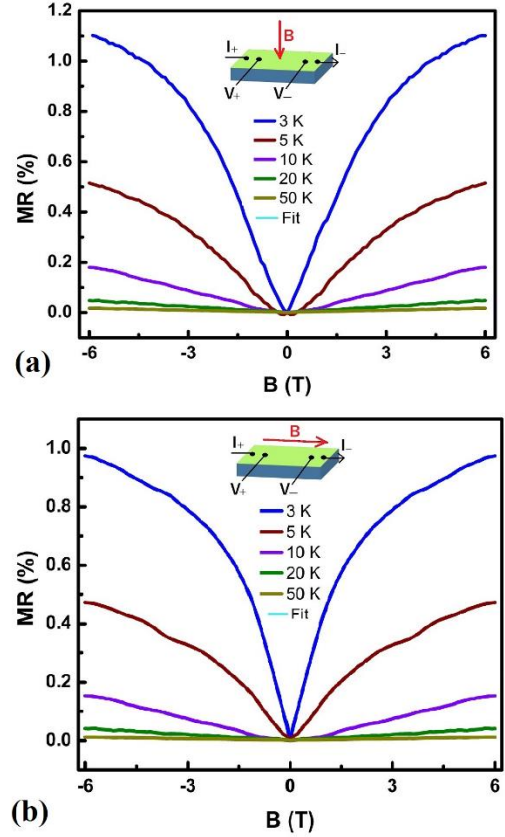 1.2
1.0
0.8
0.6
0.4
0.2
0.0
MR (%)
B
I+
I–
V+
V–
3 K
5 K
10 K
20 K
50 K
Fit
-6 -3 0 3 6
B (T)
(a)
1.0
0.8
0.6
0.4
0.2
0.0
MR (%)
B
I+
I–
V+
V–
3 K
5 K
10 K
20 K
50 K
Fit
-6 -3 0 3 6
B (T)
(b)